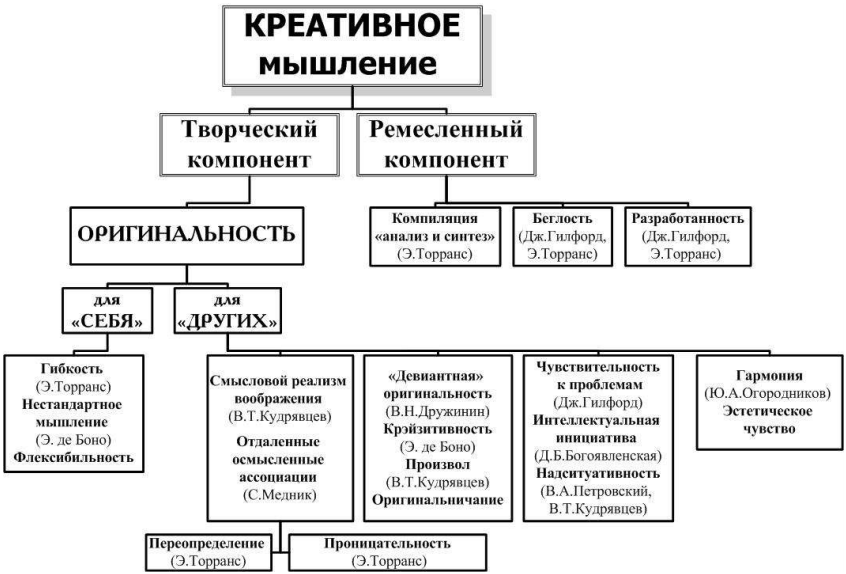 КРЕАТИВНОЕ
мышление
Творческий
компонент
Ремесленный
компонент
ОРИГИНАЛЬНОСТЬ
Компиляция
«анализ и синтез»
(Э.Торранс)
Беглость
(Дж.Гилфорд,
Э.Торранс)
Разработанность
(Дж.Гилфорд,
Э.Торранс)
для
«СЕБЯ»
для
«ДРУГИХ»
Гибкость
(Э.Торранс)
Нестандартное
мышление
(Э. де Боно)
Флексибильность
Смысловой реализм
воображения
(В.Т.Кудрявцев)
Отдаленные
осмысленные
ассоциации
(С.Медник)
«Девиантная»
оригинальность
(В.Н.Дружинин)
Крэйзитивность
(Э. де Боно)
Произвол
(В.Т.Кудрявцев)
Оригинальничание
Чувствительность
к проблемам
(Дж.Гилфорд)
Интеллектуальная
инициатива
(Д.Б.Богоявленская)
Надситуативность
(В.А.Петровский,
В.Т.Кудрявцев)
Гармония
(Ю.А.Огородников)
Эстетическое
чувство
Переопределение
(Э.Торранс)
Проницательность
(Э.Торранс)